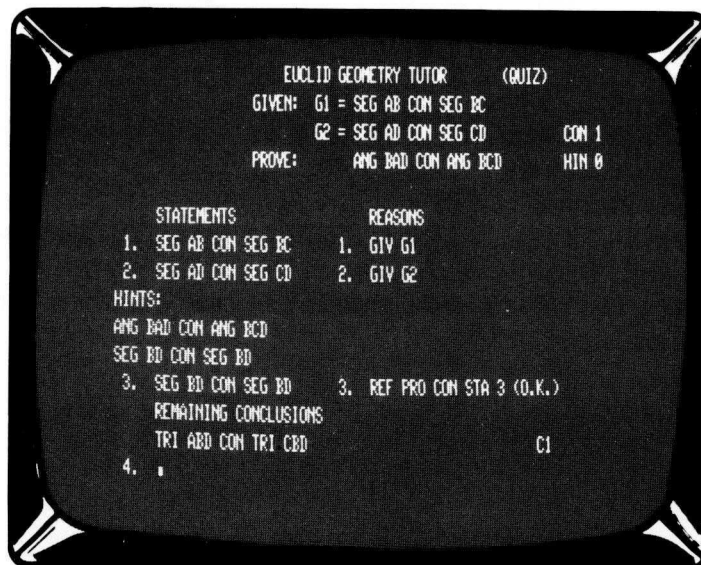 EUCLID GEOMETRY TUTOR (QUIZ)
GIVEN: G1 = SEG AB CON SEG BC
G2 = SEG AD CON SEG CD CON 1
PROVE: ANG BAD CON ANG BCD HIN 0
STATEMENTS REASONS
1. SEG AB CON SEG BC 1. GIV G1
2. SEG AD CON SEG CD 2. GIV G2
HINTS:
ANG BAD CON ANG BCD
SEG BD CON SEG BD
3. SEG BD CON SEG BD 3. REF PRO CON STA 3 (O.K.)
REMAINING CONCLUSIONS
TRI ABD CON TRI CBD C1
4.